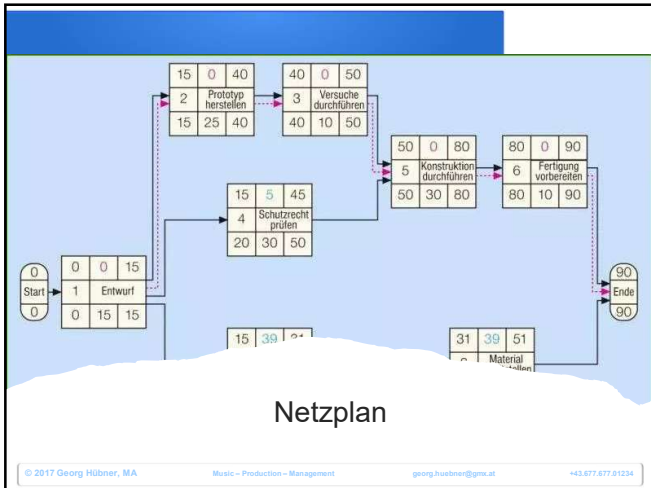 15 0 40
2 Prototyp
herstellen
15 25 40
40 0 50
3 Versuche
durchführen
40 10 50
50 0 80
5 Konstruktion
durchführen
50 30 80
80 0 90
6 Fertigung
vorbereiten
80 10 90
15 5 45
4 Schutzrecht
prüfen
20 30 50
0
Start
0
0 0 15
1 Entwurf
0 15 15
90
Ende
90
15 39
31 39 51
Material
Netzplan
© 2017 Georg Hübner, MA Music – Production – Management georg.huebner@gmx.at +43.677.677.01234